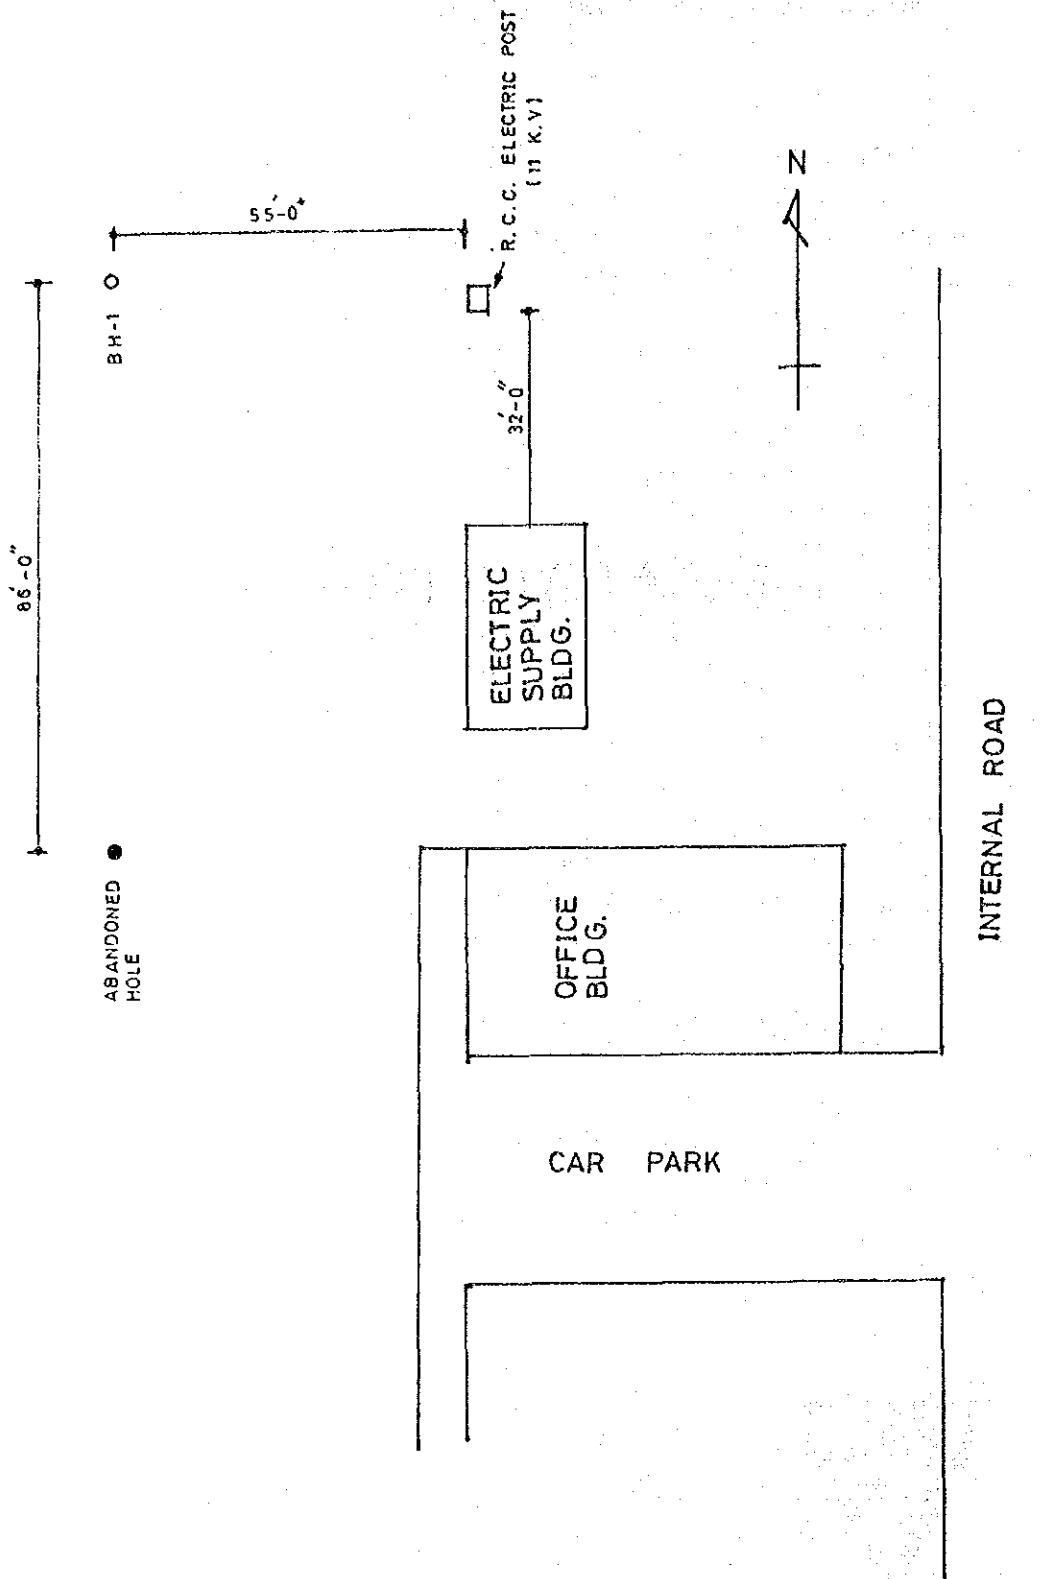 86'-0"
55'-0"
BH-1
R.C.C. ELECTRIC POST
[11 K.V]
N
32'-0"
ELECTRIC
SUPPLY
BLDG.
ABANDONED
HOLE
OFFICE
BLDG.
INTERNAL ROAD
CAR PARK